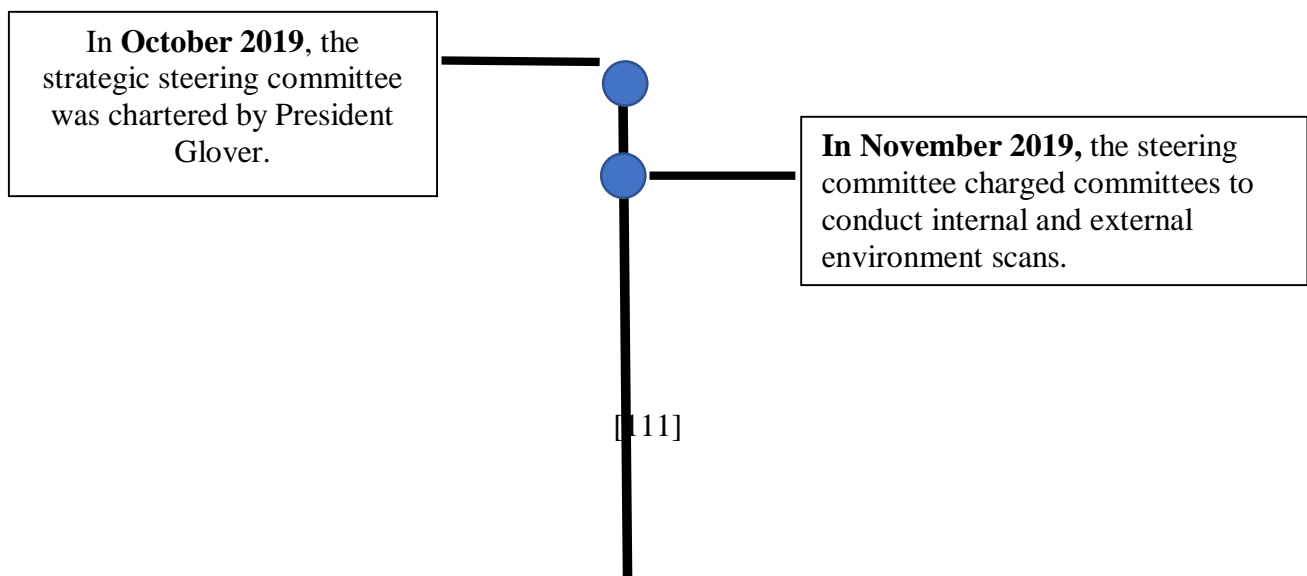 In October 2019, the
strategic steering committee
was chartered by President
Glover.
In November 2019, the steering
committee charged committees to
conduct internal and external
environment scans.
[111]